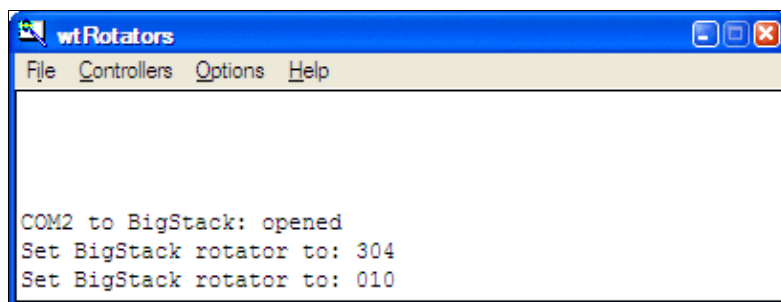 wtRotators
File Controllers Options Help
COM2 to BigStack: opened
Set BigStack rotator to: 304
Set BigStack rotator to: 010